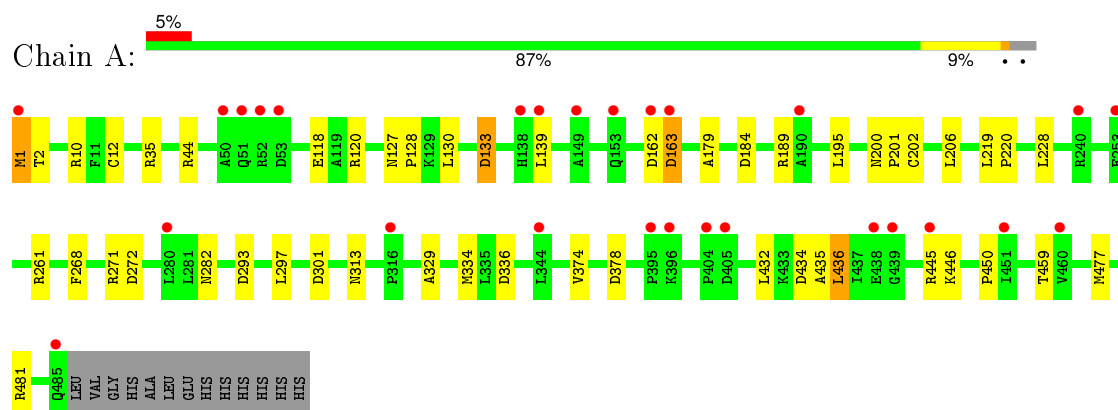 5%
Chain A:
87% 9% • •
M1 T2 R10 F11 C12 R35 R44 A50 Q51 R52 D53 E118 A119 R120 N127 P128 K129 L130 D133 H138 L139 A149 Q153 D162 D163 A179 D184 R189 A190 L195 N200 P201 C202 L206 L219 P220 L228 R240
R261 F268 R271 D272 L280 L281 N282 D293 L297 D301 N313 P316 A329 M334 L335 D336 L344 V374 D378 P395 K396 P404 D405 L432 K433 D434 A435 L436 I437 E438 G439 R445 K446 P450 I451 T459 V460 M477
R481 Q485 LEU VAL GLY HIS ALA LEU GLU HIS HIS HIS HIS HIS HIS